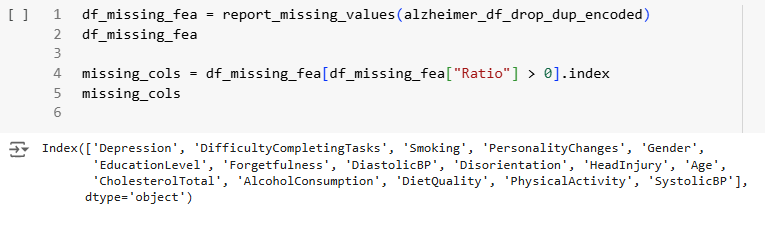 [ ] 1 df_missing_fea = report_missing_values(alzheimer_df_drop_dup_encoded)
2 df_missing_fea
3
4 missing_cols = df_missing_fea[df_missing_fea["Ratio"] > 0].index
5 missing_cols
6
Index(['Depression', 'DifficultyCompletingTasks', 'Smoking', 'PersonalityChanges', 'Gender',
'EducationLevel', 'Forgetfulness', 'DiastolicBP', 'Disorientation', 'HeadInjury', 'Age',
'CholesterolTotal', 'AlcoholConsumption', 'DietQuality', 'PhysicalActivity', 'SystolicBP'],
dtype='object')